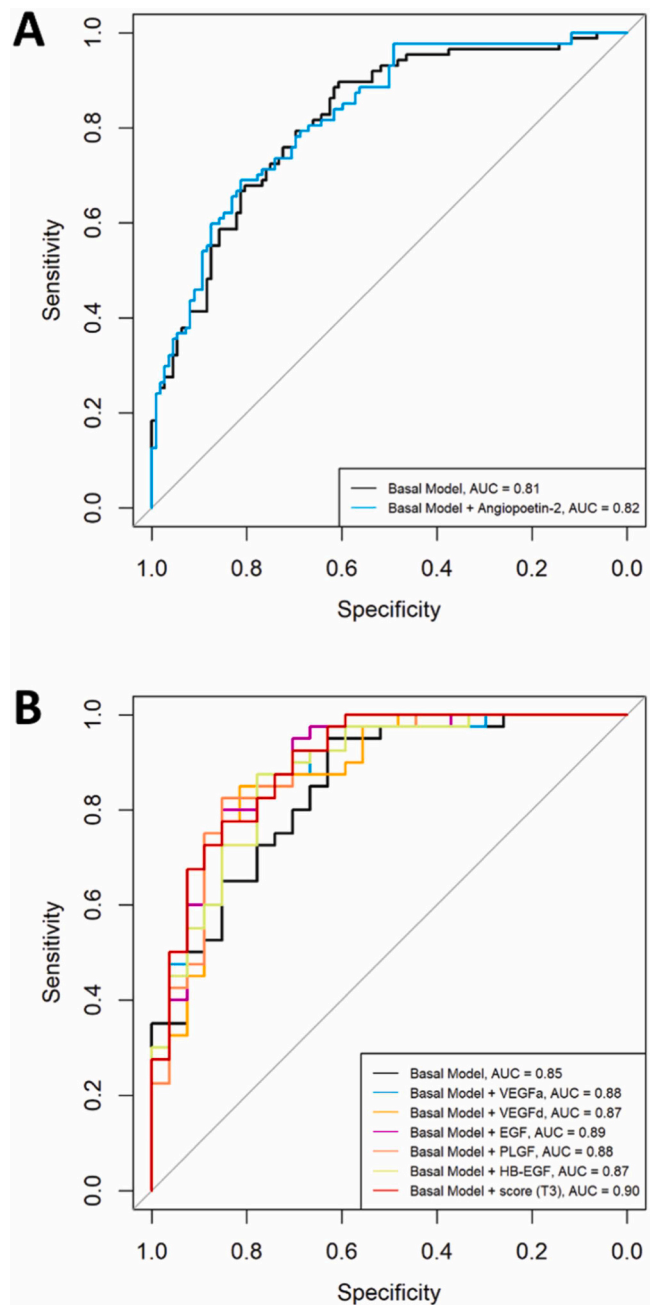 A
1.0
0.8
0.6
0.4
0.2
0.0
Sensitivity
Basal Model, AUC = 0.81
Basal Model + Angiopoetin-2, AUC = 0.82
1.0 0.8 0.6 0.4 0.2 0.0
Specificity
B
1.0
0.8
0.6
0.4
0.2
0.0
Sensitivity
Basal Model, AUC = 0.85
Basal Model + VEGFa, AUC = 0.88
Basal Model + VEGFd, AUC = 0.87
Basal Model + EGF, AUC = 0.89
Basal Model + PLGF, AUC = 0.88
Basal Model + HB-EGF, AUC = 0.87
Basal Model + score (T3), AUC = 0.90
1.0 0.8 0.6 0.4 0.2 0.0
Specificity